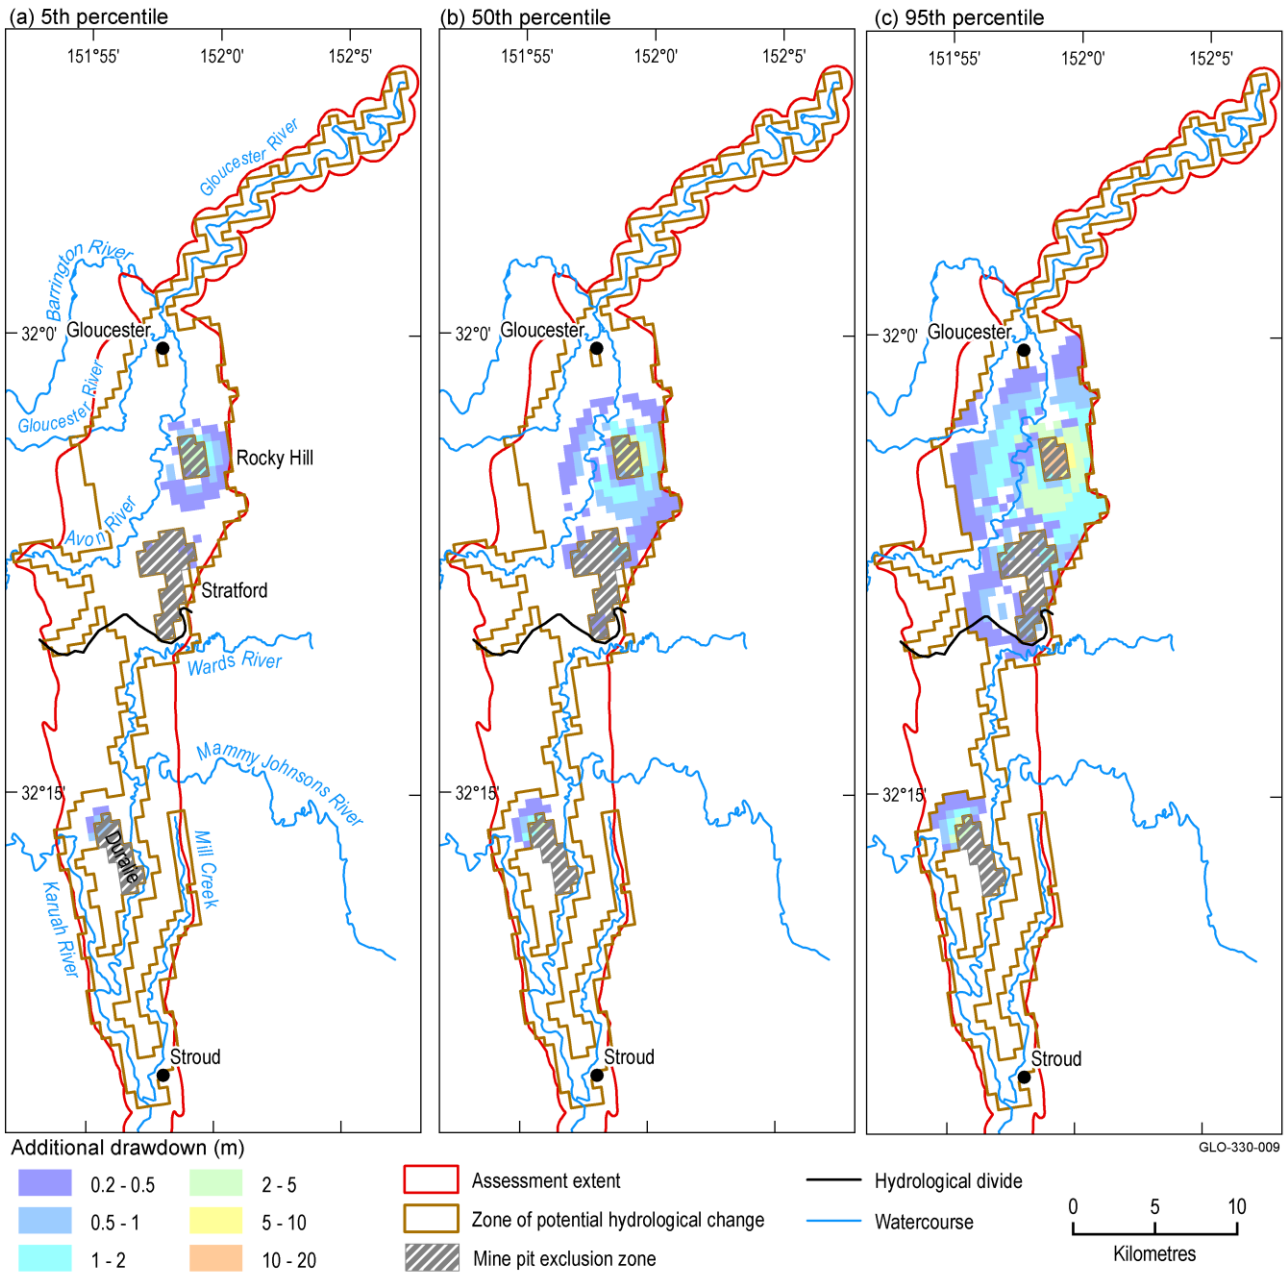 (a) 5th percentile
151°55'
152°0'
152°5'
Gloucester River
Barrington River
32°0'
Gloucester
Gloucester River
Rocky Hill
Avon River
Stratford
Wards River
Mammy Johnsons River
32°15'
Duralie
Mill Creek
Karuah River
Stroud
(b) 50th percentile
151°55'
152°0'
152°5'
32°0'
Gloucester
32°15'
Stroud
(c) 95th percentile
151°55'
152°0'
152°5'
32°0'
Gloucester
32°15'
Stroud
GLO-330-009
Additional drawdown (m)
0.2 - 0.5
0.5 - 1
1 - 2
2 - 5
5 - 10
10 - 20
Assessment extent
Zone of potential hydrological change
Mine pit exclusion zone
Hydrological divide
Watercourse
0 5 10
Kilometres